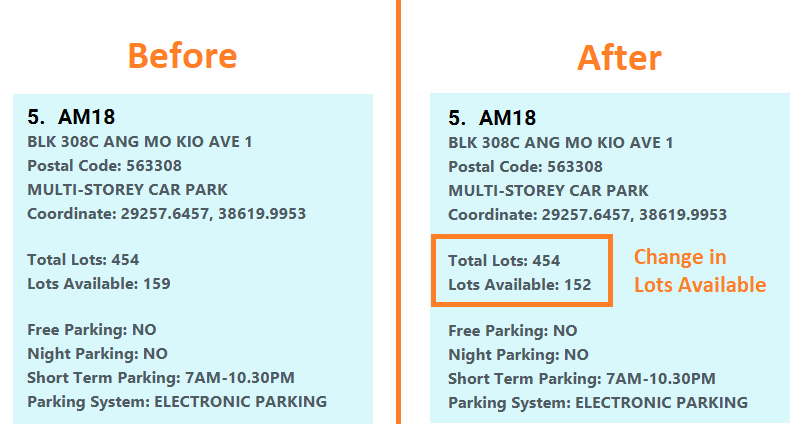 Before
5. AM18
BLK 308C ANG MO KIO AVE 1
Postal Code: 563308
MULTI-STOREY CAR PARK
Coordinate: 29257.6457, 38619.9953
Total Lots: 454
Lots Available: 159
Free Parking: NO
Night Parking: NO
Short Term Parking: 7AM-10.30PM
Parking System: ELECTRONIC PARKING
After
5. AM18
BLK 308C ANG MO KIO AVE 1
Postal Code: 563308
MULTI-STOREY CAR PARK
Coordinate: 29257.6457, 38619.9953
Total Lots: 454
Lots Available: 152
Change in
Lots Available
Free Parking: NO
Night Parking: NO
Short Term Parking: 7AM-10.30PM
Parking System: ELECTRONIC PARKING